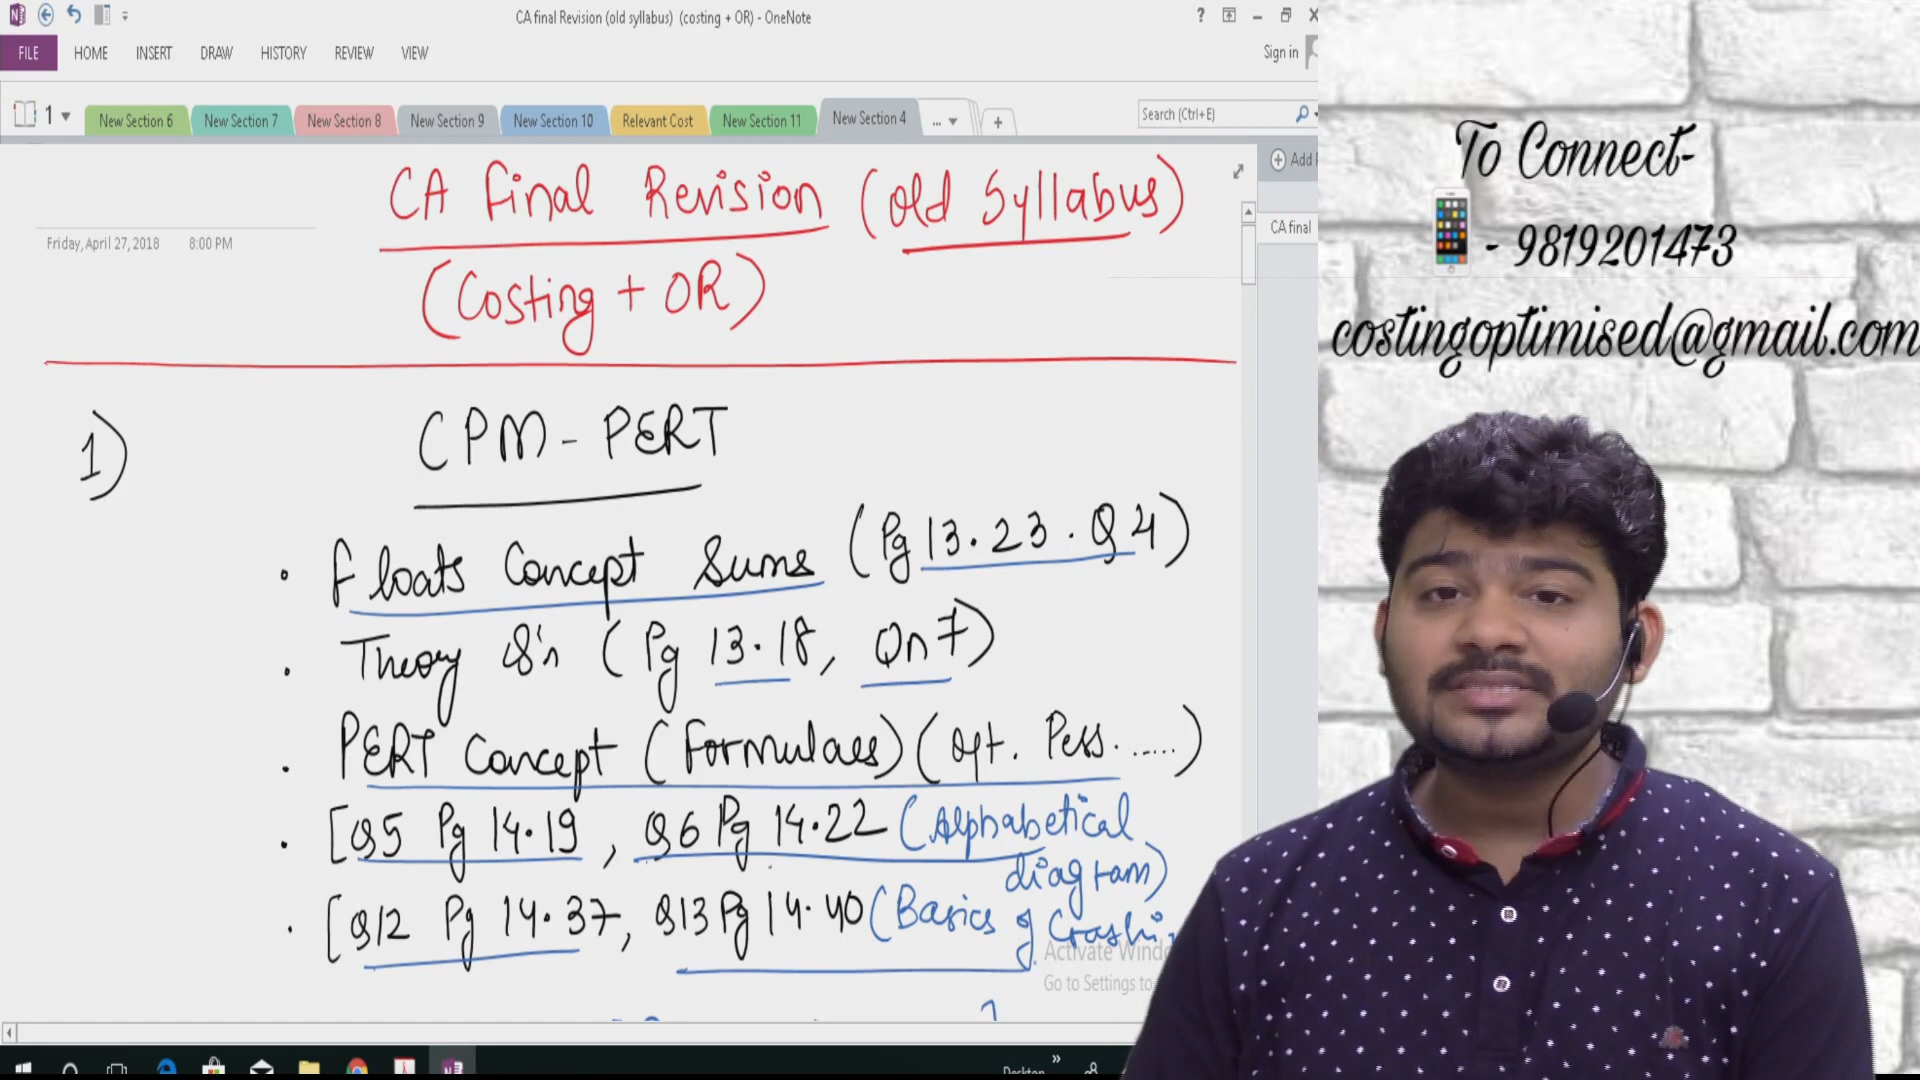 CA final Revision (old syllabus) (costing + OR) - OneNote
FILE HOME INSERT DRAW HISTORY REVIEW VIEW
Sign in
1 New Section 6 New Section 7 New Section 8 New Section 9 New Section 10 Relevant Cost New Section 11 New Section 4 ... +
Search (Ctrl+E)
Add
CA final
Friday, April 27, 2018 8:00 PM
CA Final Revision (Old Syllabus)
(Costing + OR)
1) CPM - PERT
• Floats Concept Sums (Pg 13.23. Q4)
• Theory Q's (Pg 13.18, Qn 7)
• PERT Concept (Formulaes) (Opt. Pess. .....)
• [Q5 Pg 14.19, Q6 Pg 14.22 (Alphabetical
diagram)
• [Q12 Pg 14.37, Q13 Pg 14.40 (Basics of Crashi
Activate Windo
Go to Settings to
Desktop
To Connect-
- 9819201473
costingoptimised@gmail.com